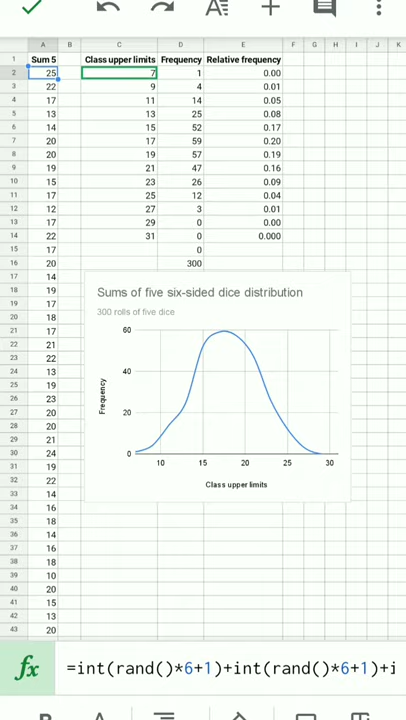 A
A B C D E F G H I J K
1 Sum 5 Class upper limits Frequency Relative frequency
2 25 7 1 0.00
3 22 9 4 0.01
4 17 11 14 0.05
5 13 13 25 0.08
6 14 15 52 0.17
7 20 17 59 0.20
8 20 19 57 0.19
9 19 21 47 0.16
10 15 23 26 0.09
11 17 25 12 0.04
12 12 27 3 0.01
13 17 29 0 0.00
14 22 31 0 0.000
15 17 0
16 20 300
17 14
18 19
19 17
20 18
21 17
22 21
23 22
24 13
25 19
26 23
27 20
28 20
29 21
30 24
31 19
32 22
33 14
34 16
35 18
36 14
37 16
38 18
39 10
40 20
41 15
42 13
43 20
Sums of five six-sided dice distribution
300 rolls of five dice
60
40
20
0
Frequency
10 15 20 25 30
Class upper limits
fx =int(rand()*6+1)+int(rand()*6+1)+i